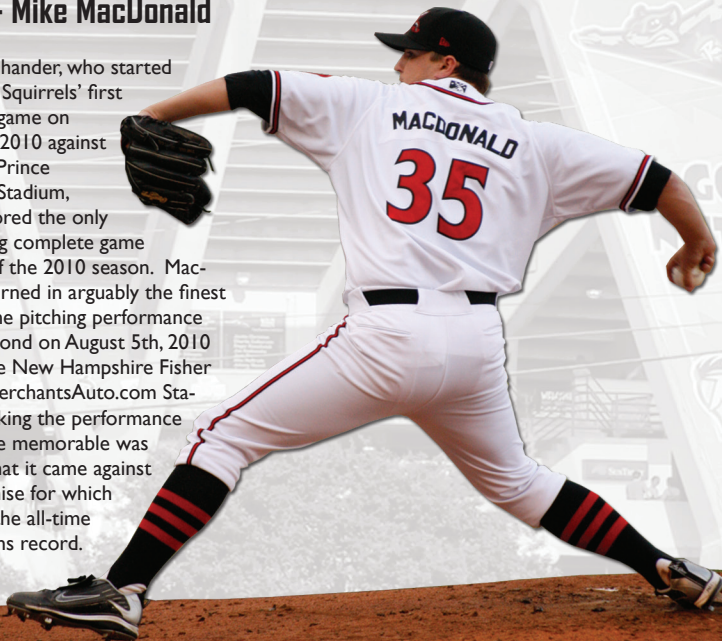 - Mike MacDonald
hander, who started
Squirrels' first
game on
2010 against
Prince
Stadium,
ored the only
g complete game
f the 2010 season. Mac-
rned in arguably the finest
ne pitching performance
ond on August 5th, 2010
e New Hampshire Fisher
erchantsAuto.com Sta-
king the performance
e memorable was
hat it came against
ise for which
the all-time
ns record.
MACDONALD
35